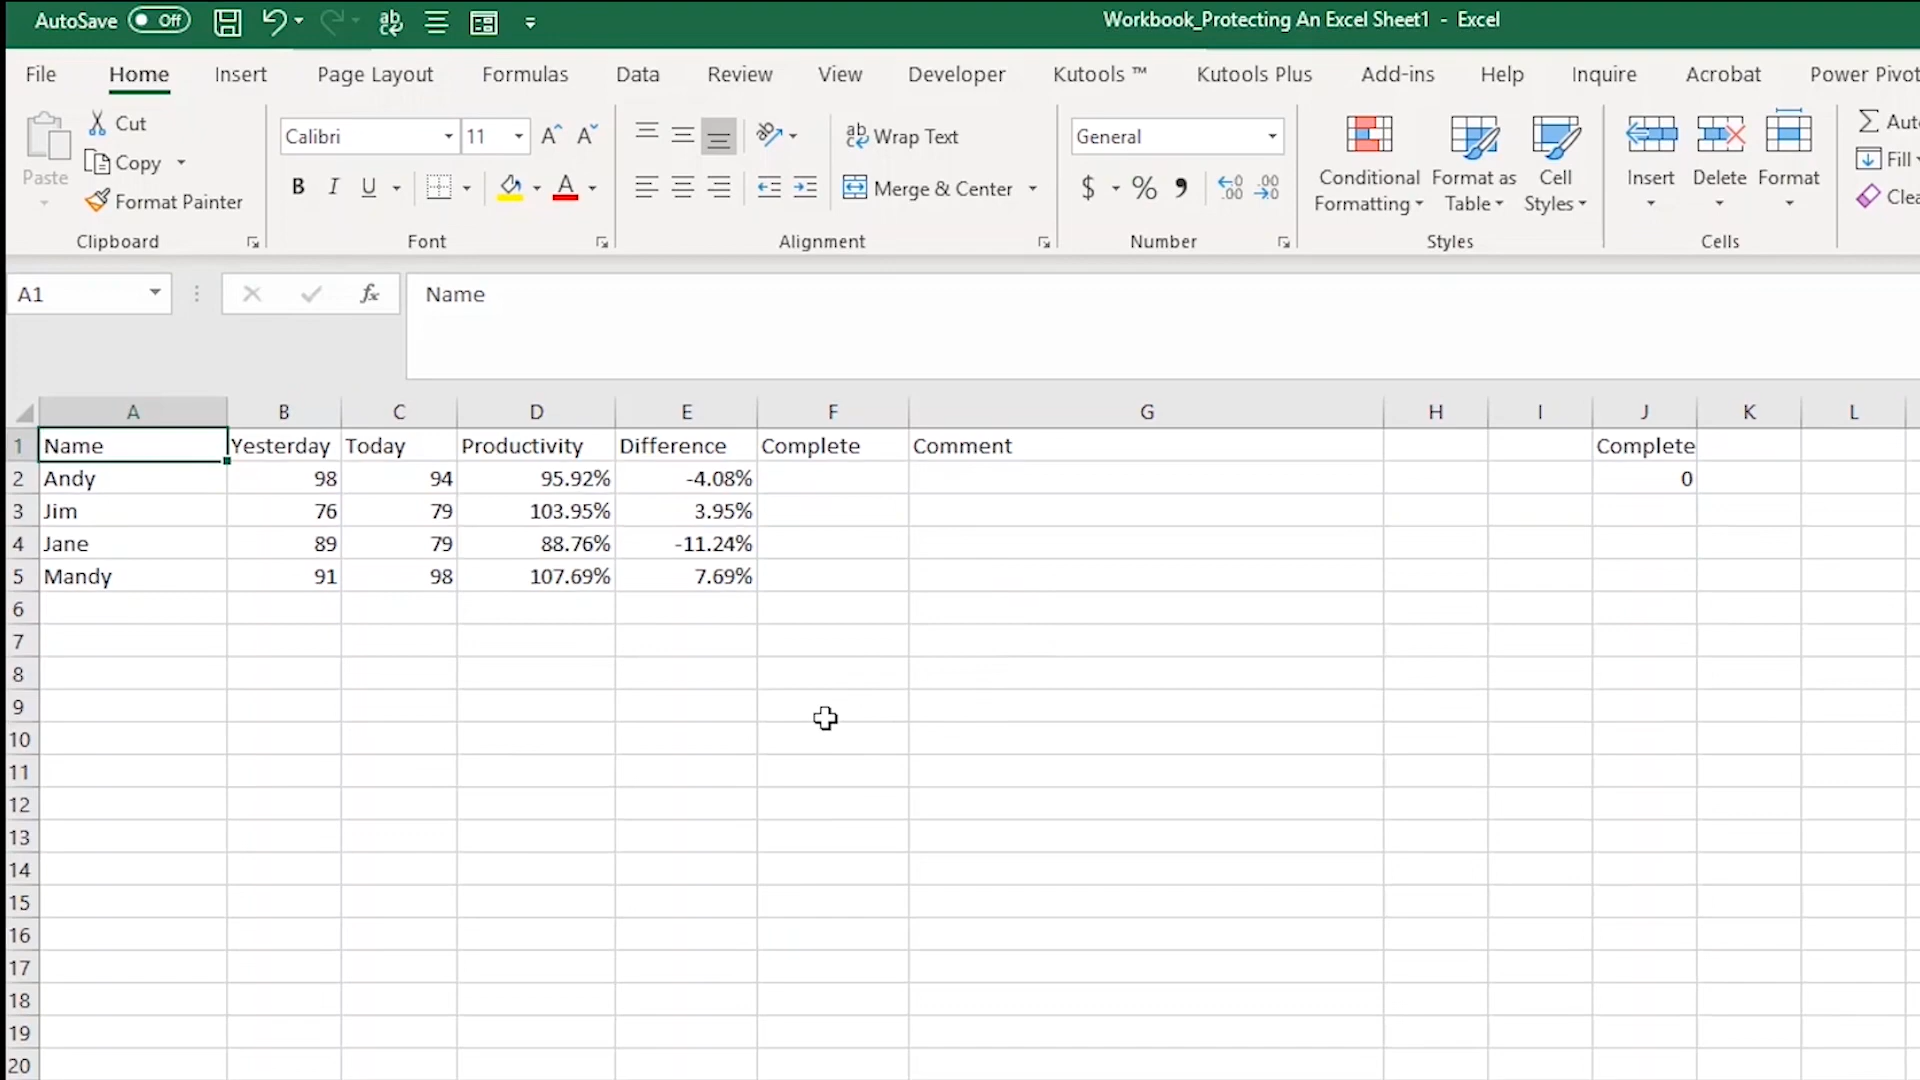 AutoSave Off Workbook_Protecting An Excel Sheet1 - Excel
File Home Insert Page Layout Formulas Data Review View Developer Kutools ™ Kutools Plus Add-ins Help Inquire Acrobat Power Pivot
Paste Cut Copy Format Painter
Calibri 11
B I U A
ab Wrap Text
Merge & Center
General
$ % 9
Conditional Formatting Format as Table Cell Styles
Insert Delete Format
Fill
Clipboard Font Alignment Number Styles Cells
A1 fx Name
A B C D E F G H I J K L
1 Name Yesterday Today Productivity Difference Complete Comment Complete
2 Andy 98 94 95.92% -4.08% 0
3 Jim 76 79 103.95% 3.95%
4 Jane 89 79 88.76% -11.24%
5 Mandy 91 98 107.69% 7.69%
6
7
8
9
10
11
12
13
14
15
16
17
18
19
20